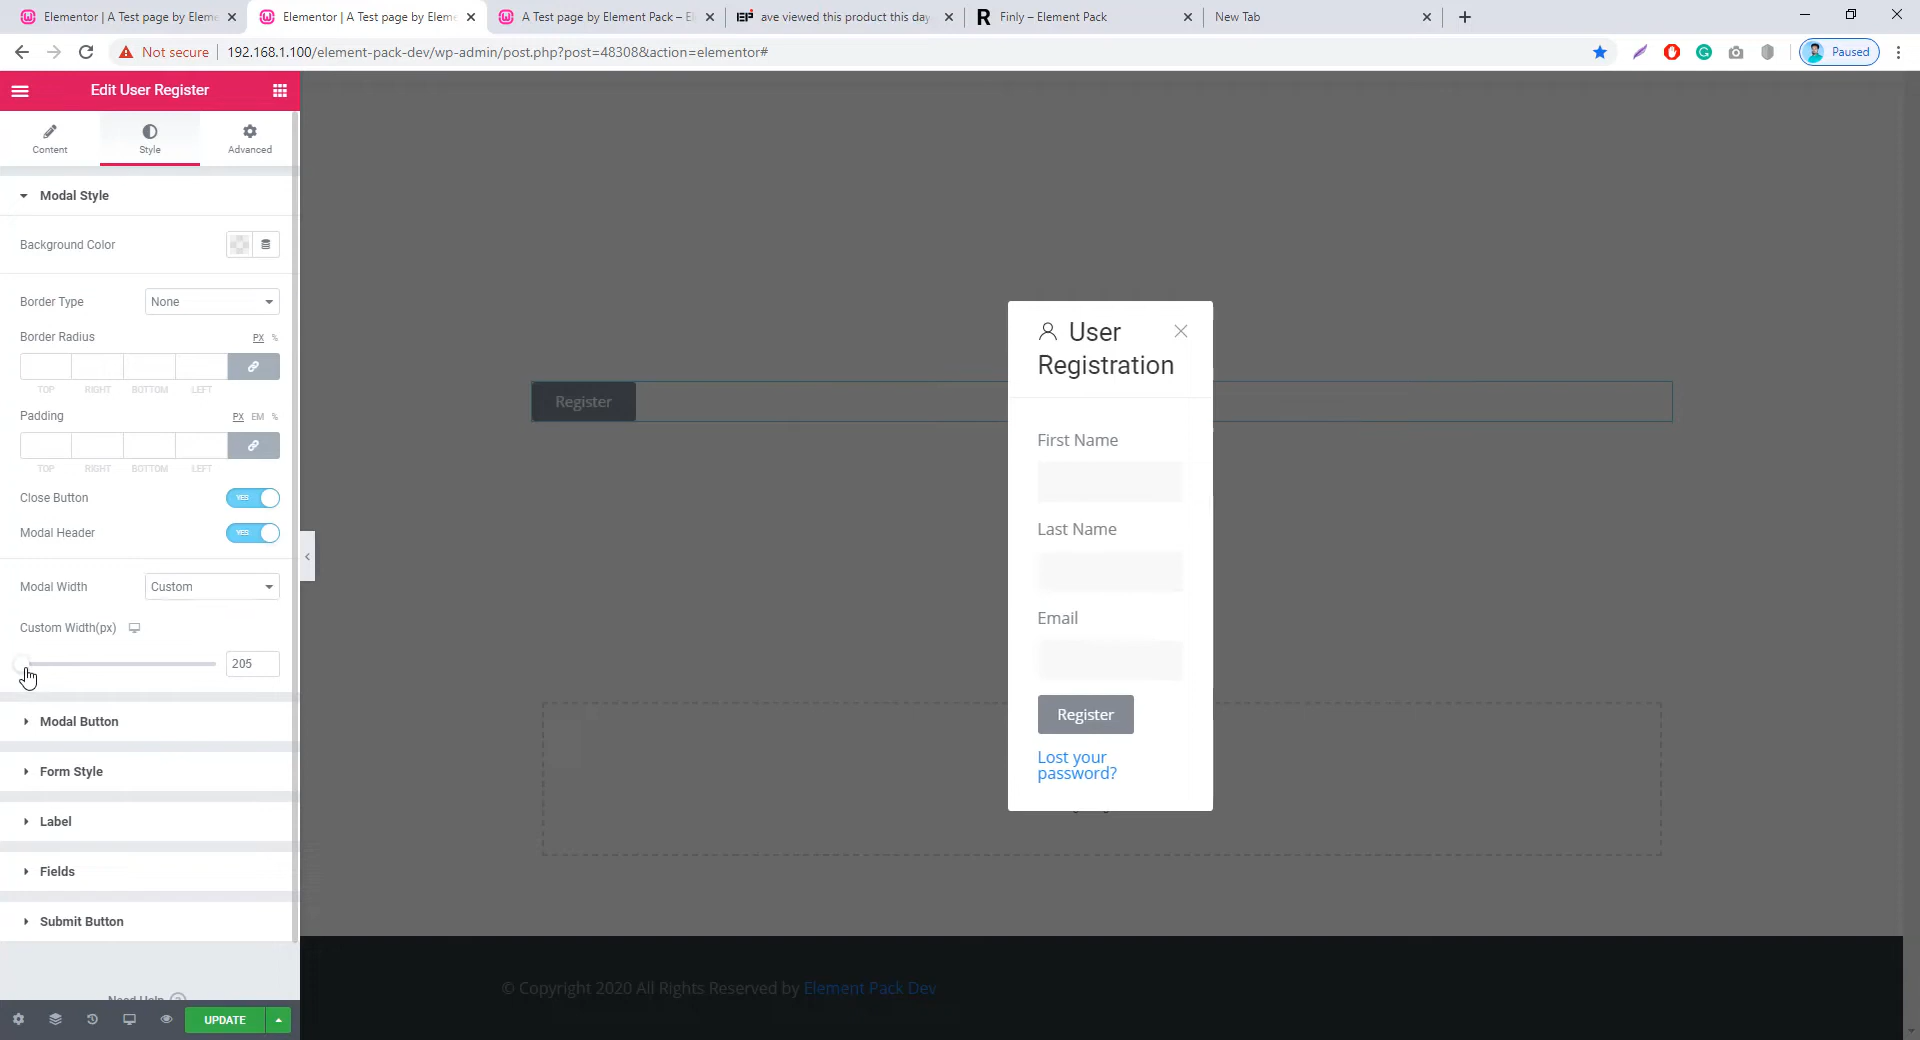 Elementor | A Test page by Eleme
Elementor | A Test page by Eleme
A Test page by Element Pack – El
ave viewed this product this day
Finly – Element Pack
New Tab
Not secure
192.168.1.100/element-pack-dev/wp-admin/post.php?post=48308&action=elementor#
Paused
Edit User Register
Content
Style
Advanced
Modal Style
Background Color
Border Type
None
Border Radius
PX %
TOP RIGHT BOTTOM LEFT
Padding
PX EM %
TOP RIGHT BOTTOM LEFT
Close Button
YES
Modal Header
YES
Modal Width
Custom
Custom Width(px)
205
Modal Button
Form Style
Label
Fields
Submit Button
Need Help
UPDATE
Register
User
Registration
First Name
Last Name
Email
Register
Lost your
password?
© Copyright 2020 All Rights Reserved by Element Pack Dev